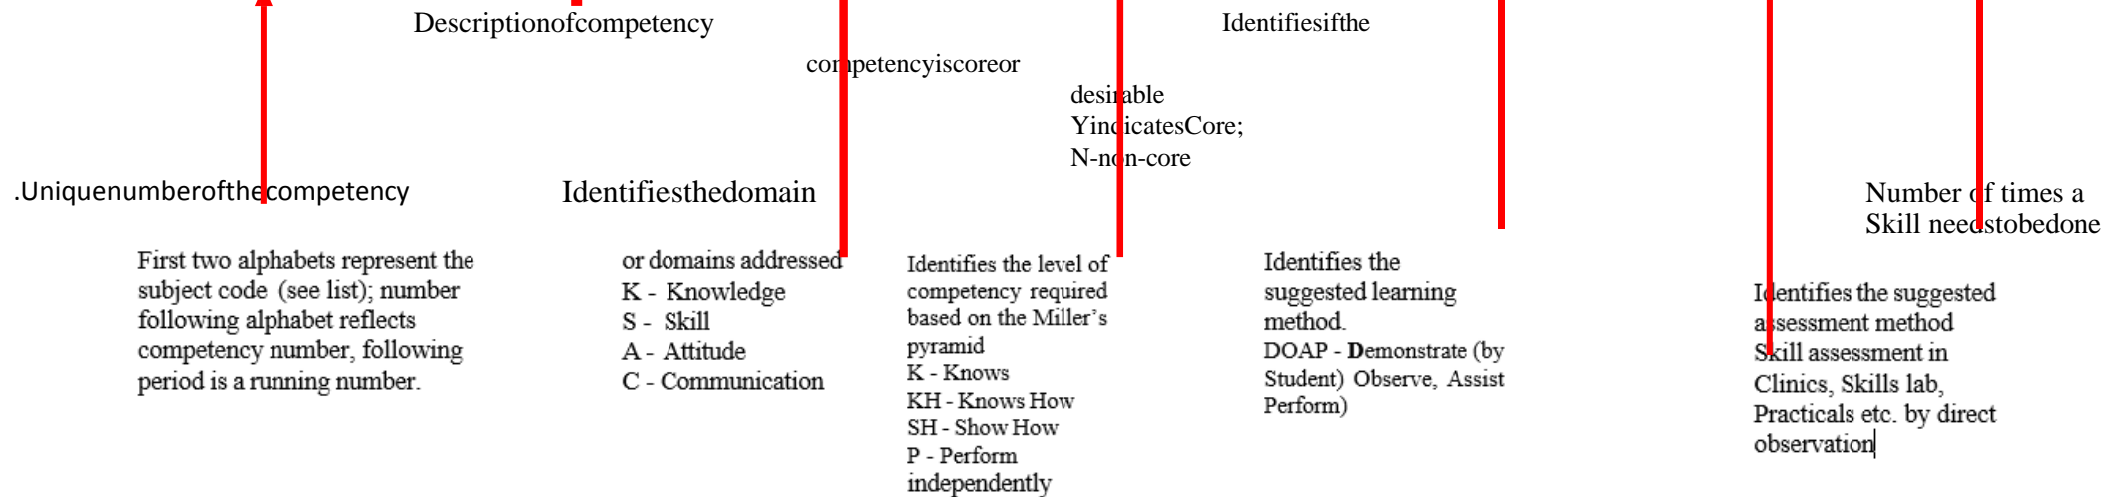 Descriptionofcompetency
Identifiesifthe
competencyiscoreor
desirable
YindicatesCore;
N-non-core
.Uniquenumberofthecompetency
First two alphabets represent the
subject code (see list); number
following alphabet reflects
competency number, following
period is a running number.
Identifiesthedomain
or domains addressed
K - Knowledge
S - Skill
A - Attitude
C - Communication
Identifies the level of
competency required
based on the Miller's
pyramid
K - Knows
KH - Knows How
SH - Show How
P - Perform
independently
Identifies the
suggested learning
method.
DOAP - Demonstrate (by
Student) Observe, Assist
Perform)
Number of times a
Skill needstobedone
Identifies the suggested
assessment method
Skill assessment in
Clinics, Skills lab,
Practicals etc. by direct
observation